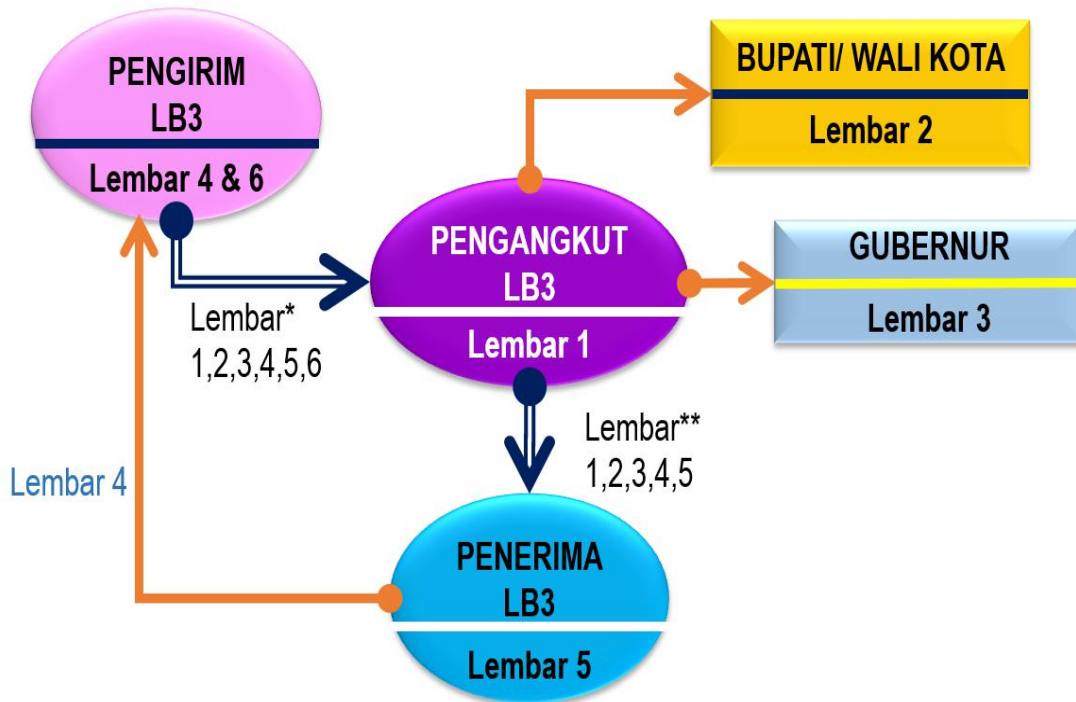 PENGIRIM
LB3
Lembar 4 & 6
BUPATI/ WALI KOTA
Lembar 2
PENGANGKUT
LB3
Lembar 1
GUBERNUR
Lembar 3
Lembar*
1,2,3,4,5,6
Lembar**
1,2,3,4,5
Lembar 4
PENERIMA
LB3
Lembar 5